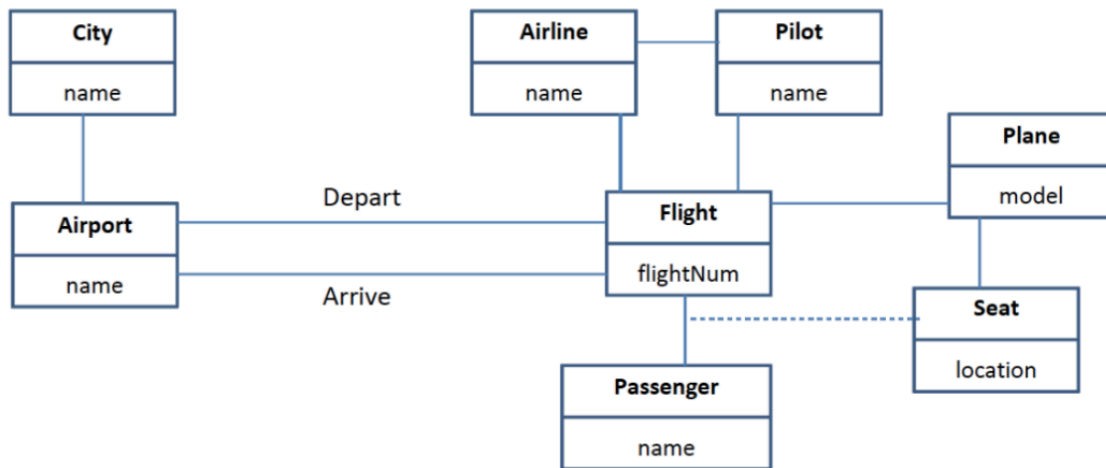 City
name
Airline
name
Pilot
name
Plane
model
Airport
name
Depart
Arrive
Flight
flightNum
Seat
location
Passenger
name